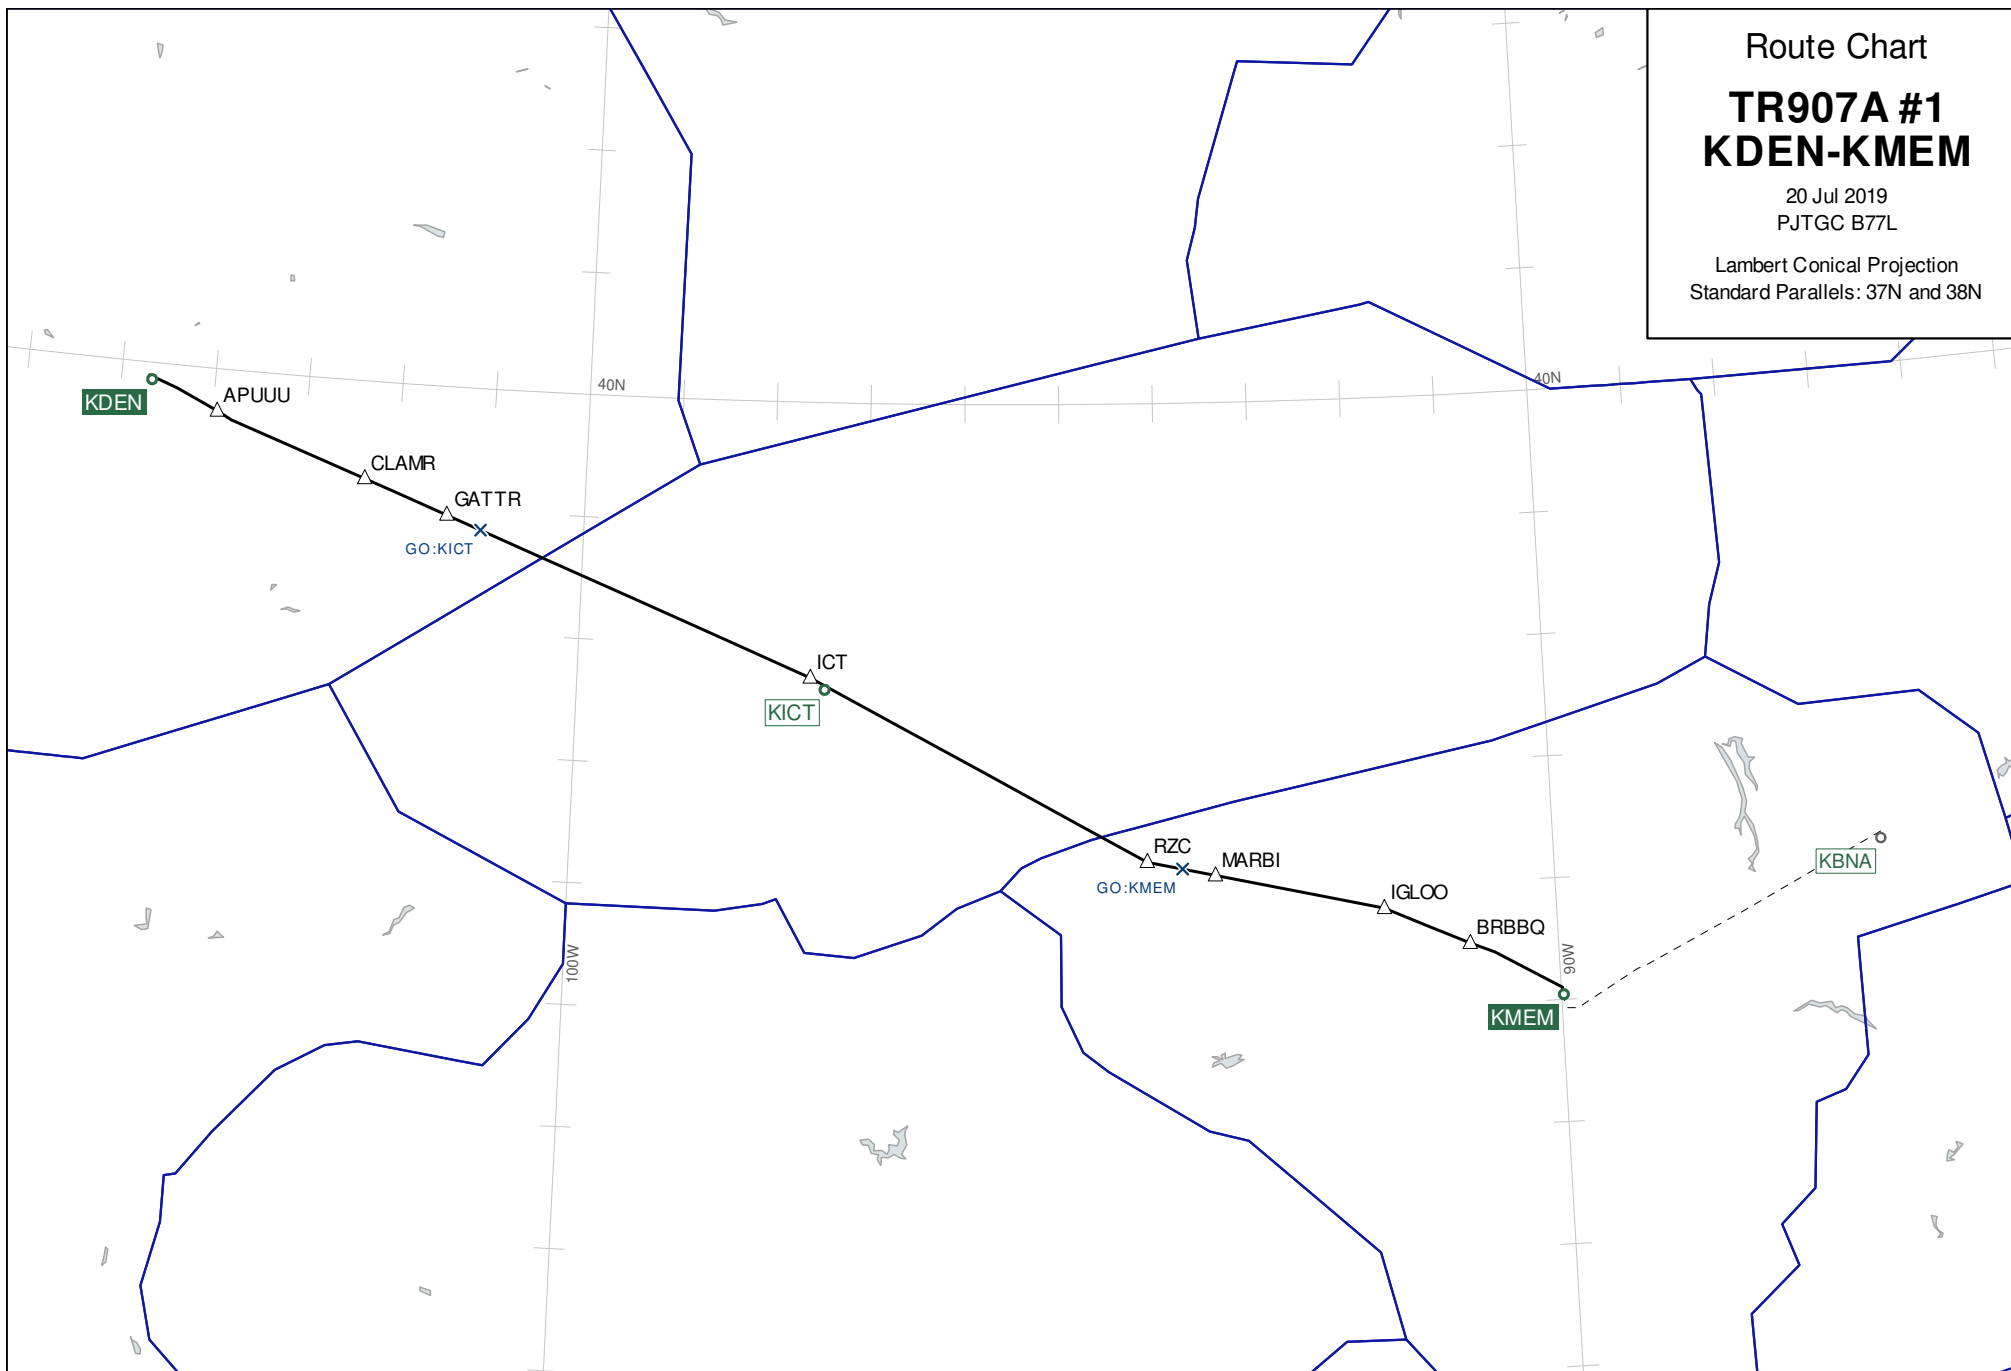 Route Chart
TR907A #1
KDEN-KMEM
20 Jul 2019
PJTGC B77L
Lambert Conical Projection
Standard Parallels: 37N and 38N
40N
40N
KDEN
APUUU
CLAMR
GATTR
GO:KICT
ICT
KICT
RZC
MARBI
GO:KMEM
KBNA
IGLOO
BRBBQ
100W
90W
KMEM